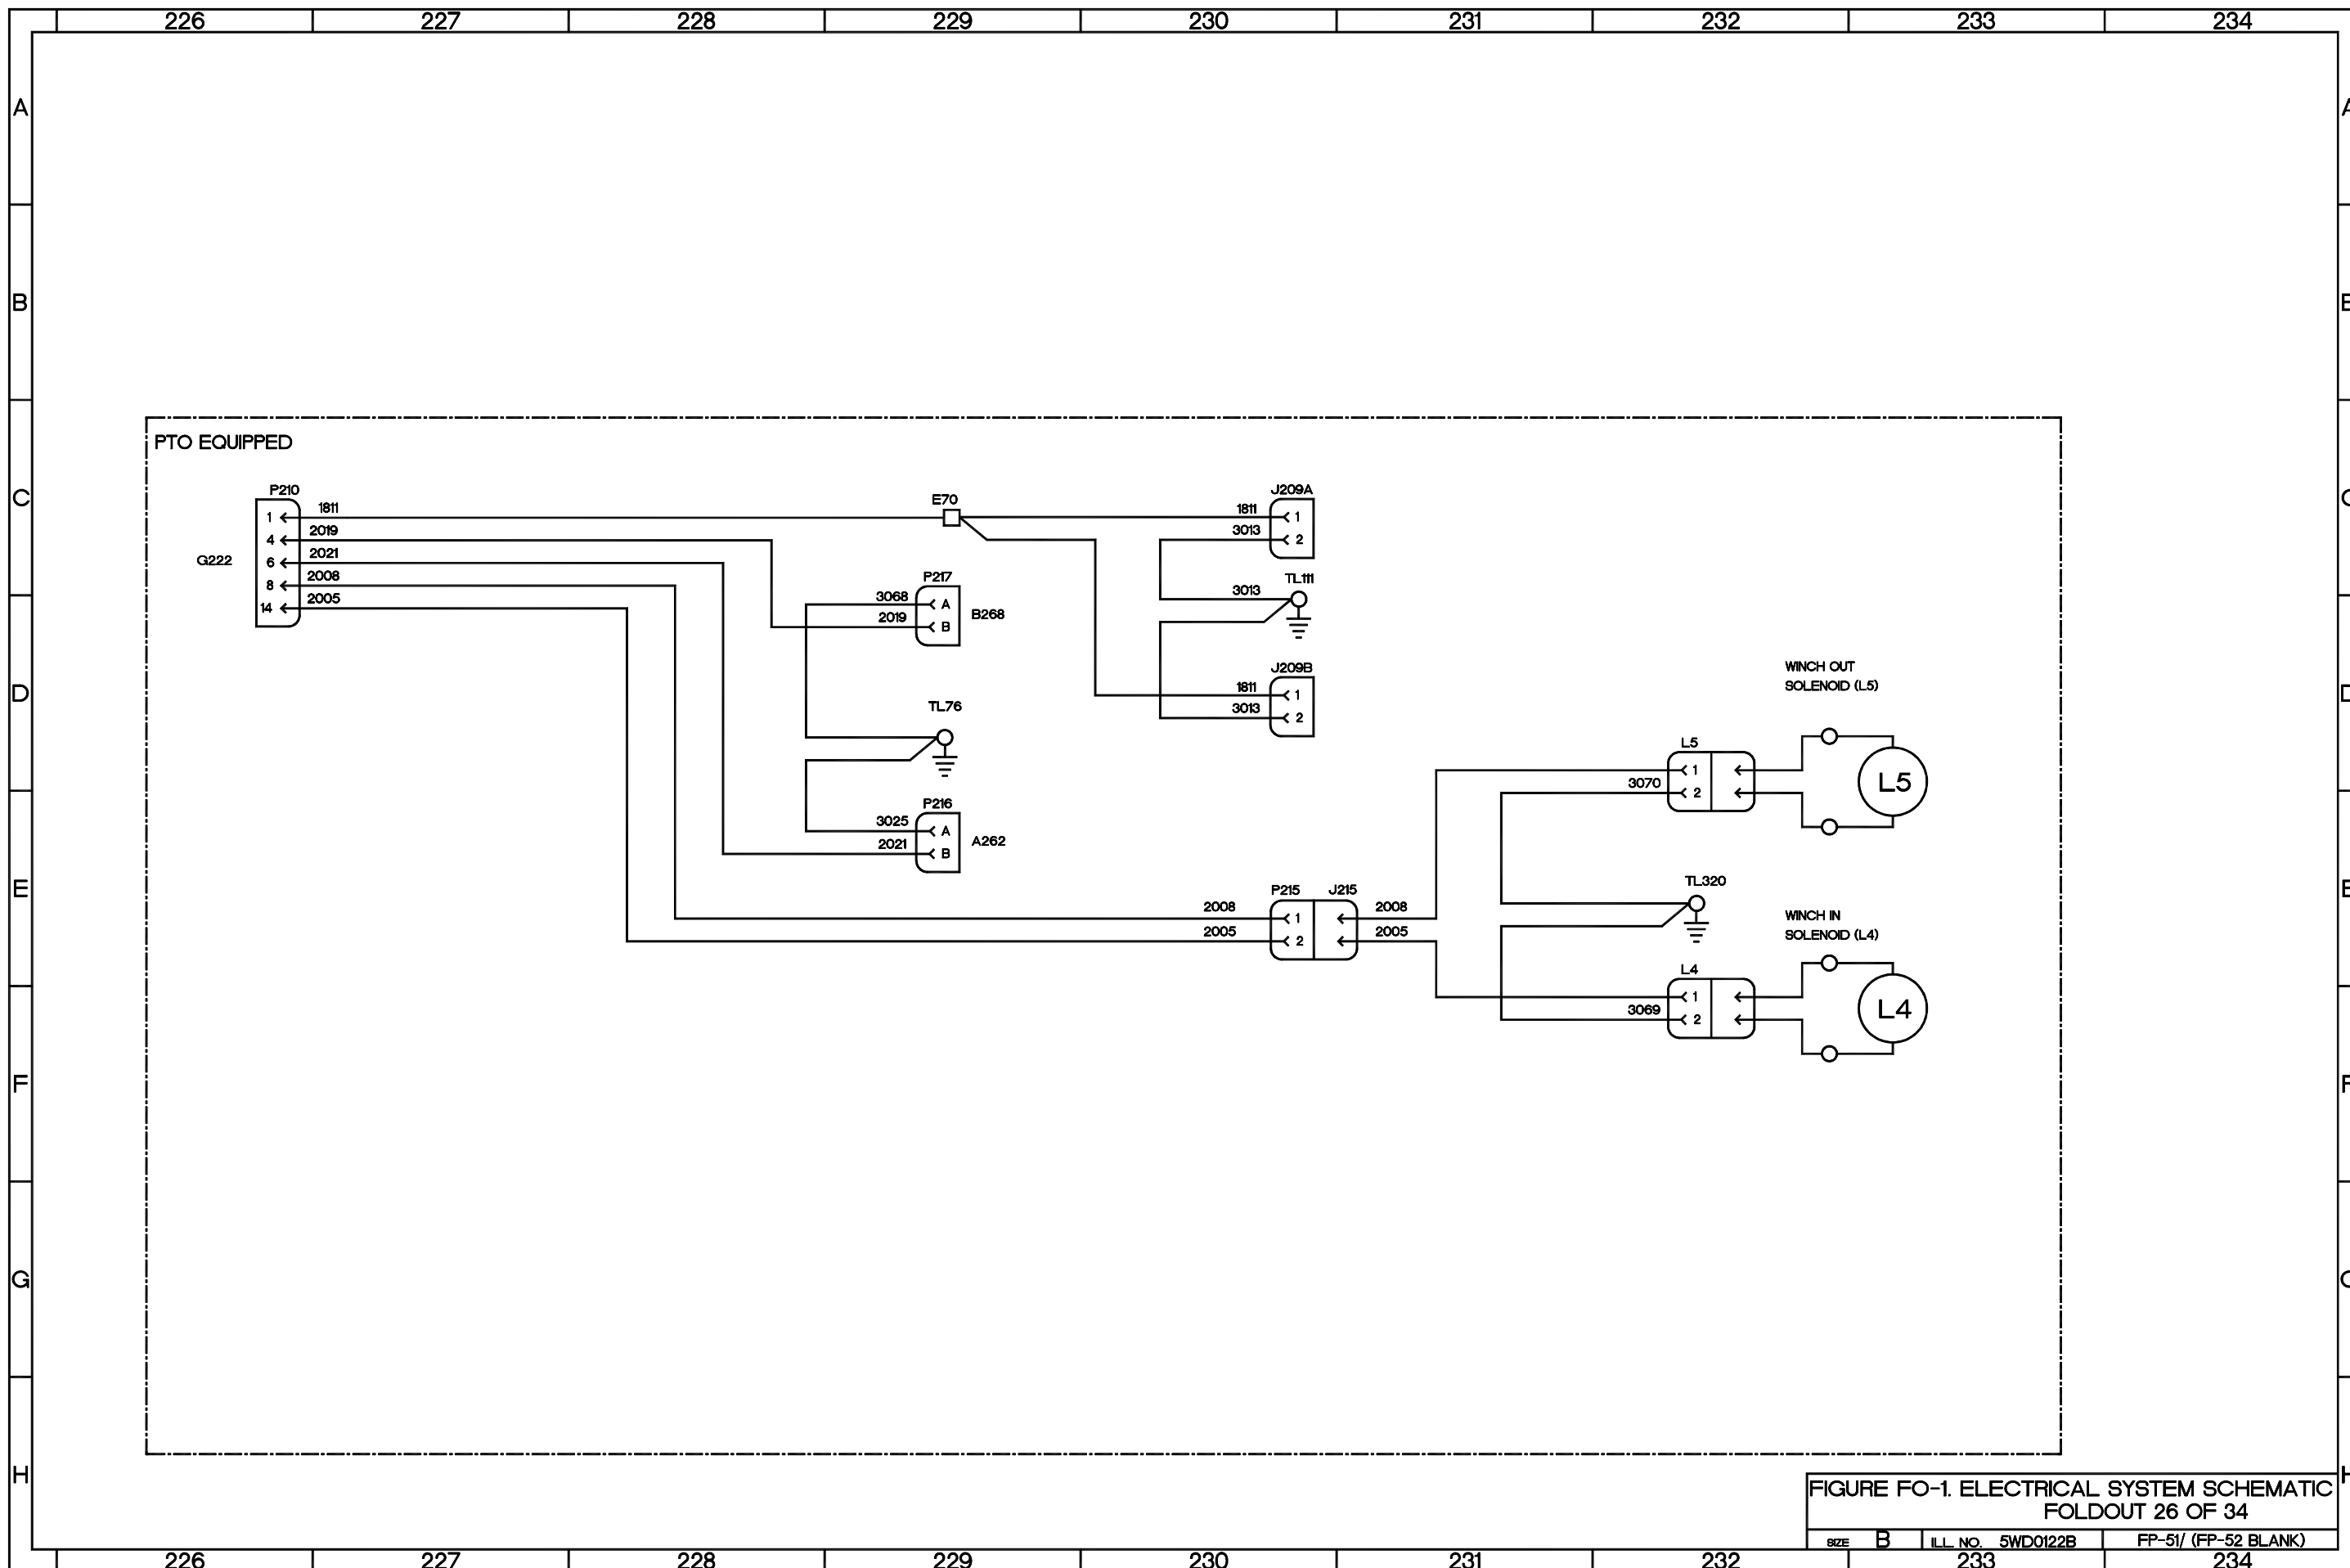 226 227 228 229 230 231 232 233 234
A A
B B
PTO EQUIPPED
C C
P210
E70
J209A
1 1811
1811 1
4 2019
3013 2
G222
6 2021
8 2008
14 2005
P217
TL111
3068 A
3013
B268
2019 B
J209B
WINCH OUT
SOLENOID (L5)
D D
1811 1
TL76
3013 2
L5
1
3070 2
L5
P216
3025 A
A262
2021 B
TL320
E E
P215 J215
2008 1 2008
2005 2 2005
WINCH IN
SOLENOID (L4)
L4
1
3069 2
L4
F F
G G
H H
FIGURE FO-1. ELECTRICAL SYSTEM SCHEMATIC
FOLDOUT 26 OF 34
SIZE B ILL. NO. 5WD0122B FP-51/ (FP-52 BLANK)
226 227 228 229 230 231 232 233 234